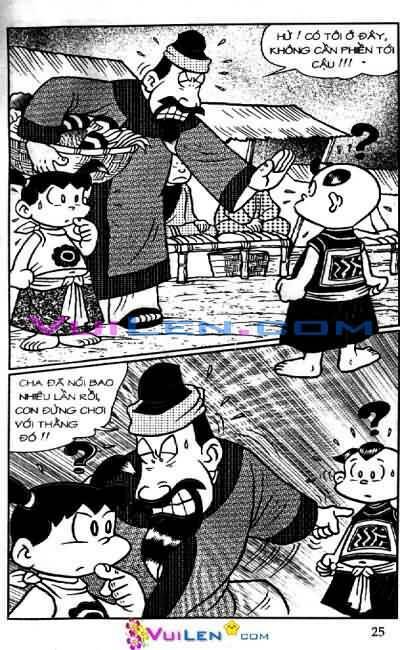 HỪ ! CÓ TÔI Ở ĐÂY,
KHÔNG CẦN PHIỀN TỚI
CẬU !!!
?
VuiLen.com
CHA ĐÃ NÓI BAO
NHIÊU LẦN RỒI,
CON ĐỪNG CHƠI
VỚI THẰNG
ĐÓ !!
?
?
25
VuiLen.com